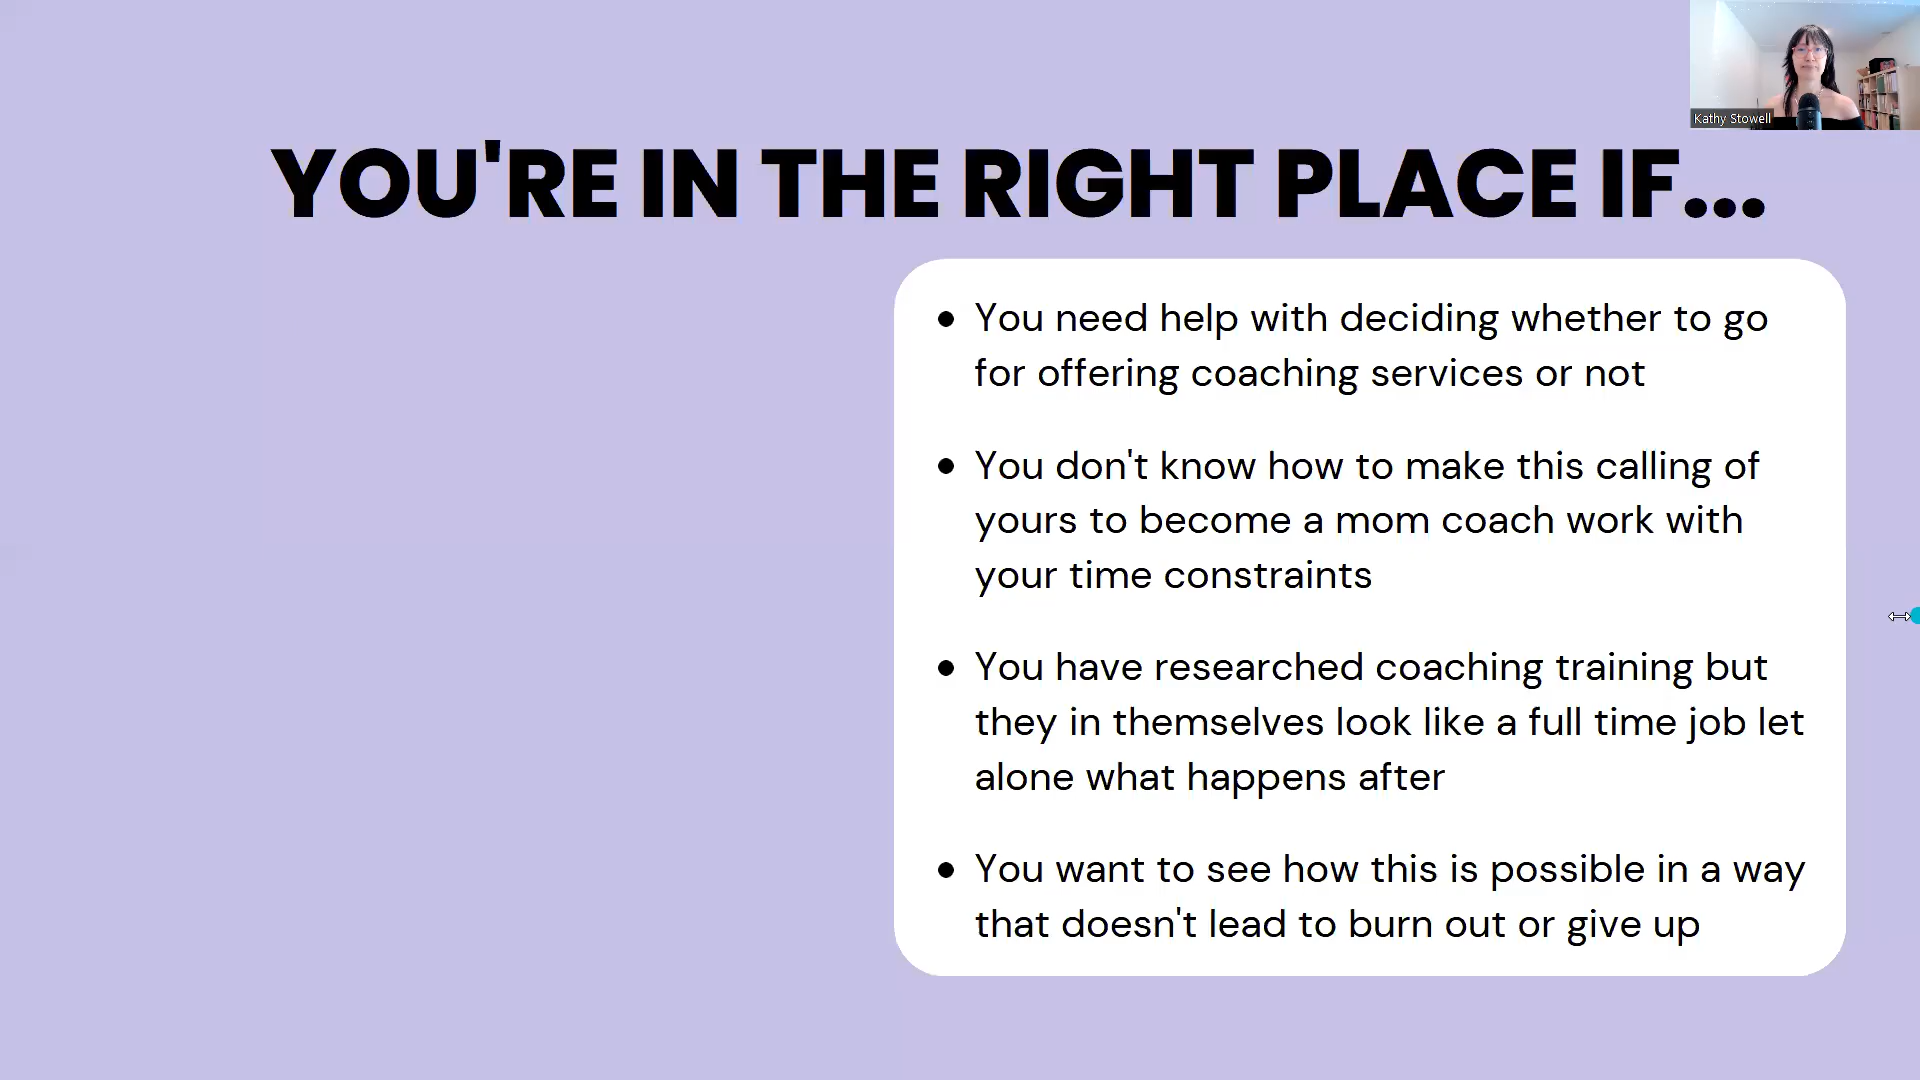 Kathy Stowell
YOU'RE IN THE RIGHT PLACE IF...
You need help with deciding whether to go
for offering coaching services or not
You don't know how to make this calling of
yours to become a mom coach work with
your time constraints
You have researched coaching training but
they in themselves look like a full time job let
alone what happens after
You want to see how this is possible in a way
that doesn't lead to burn out or give up